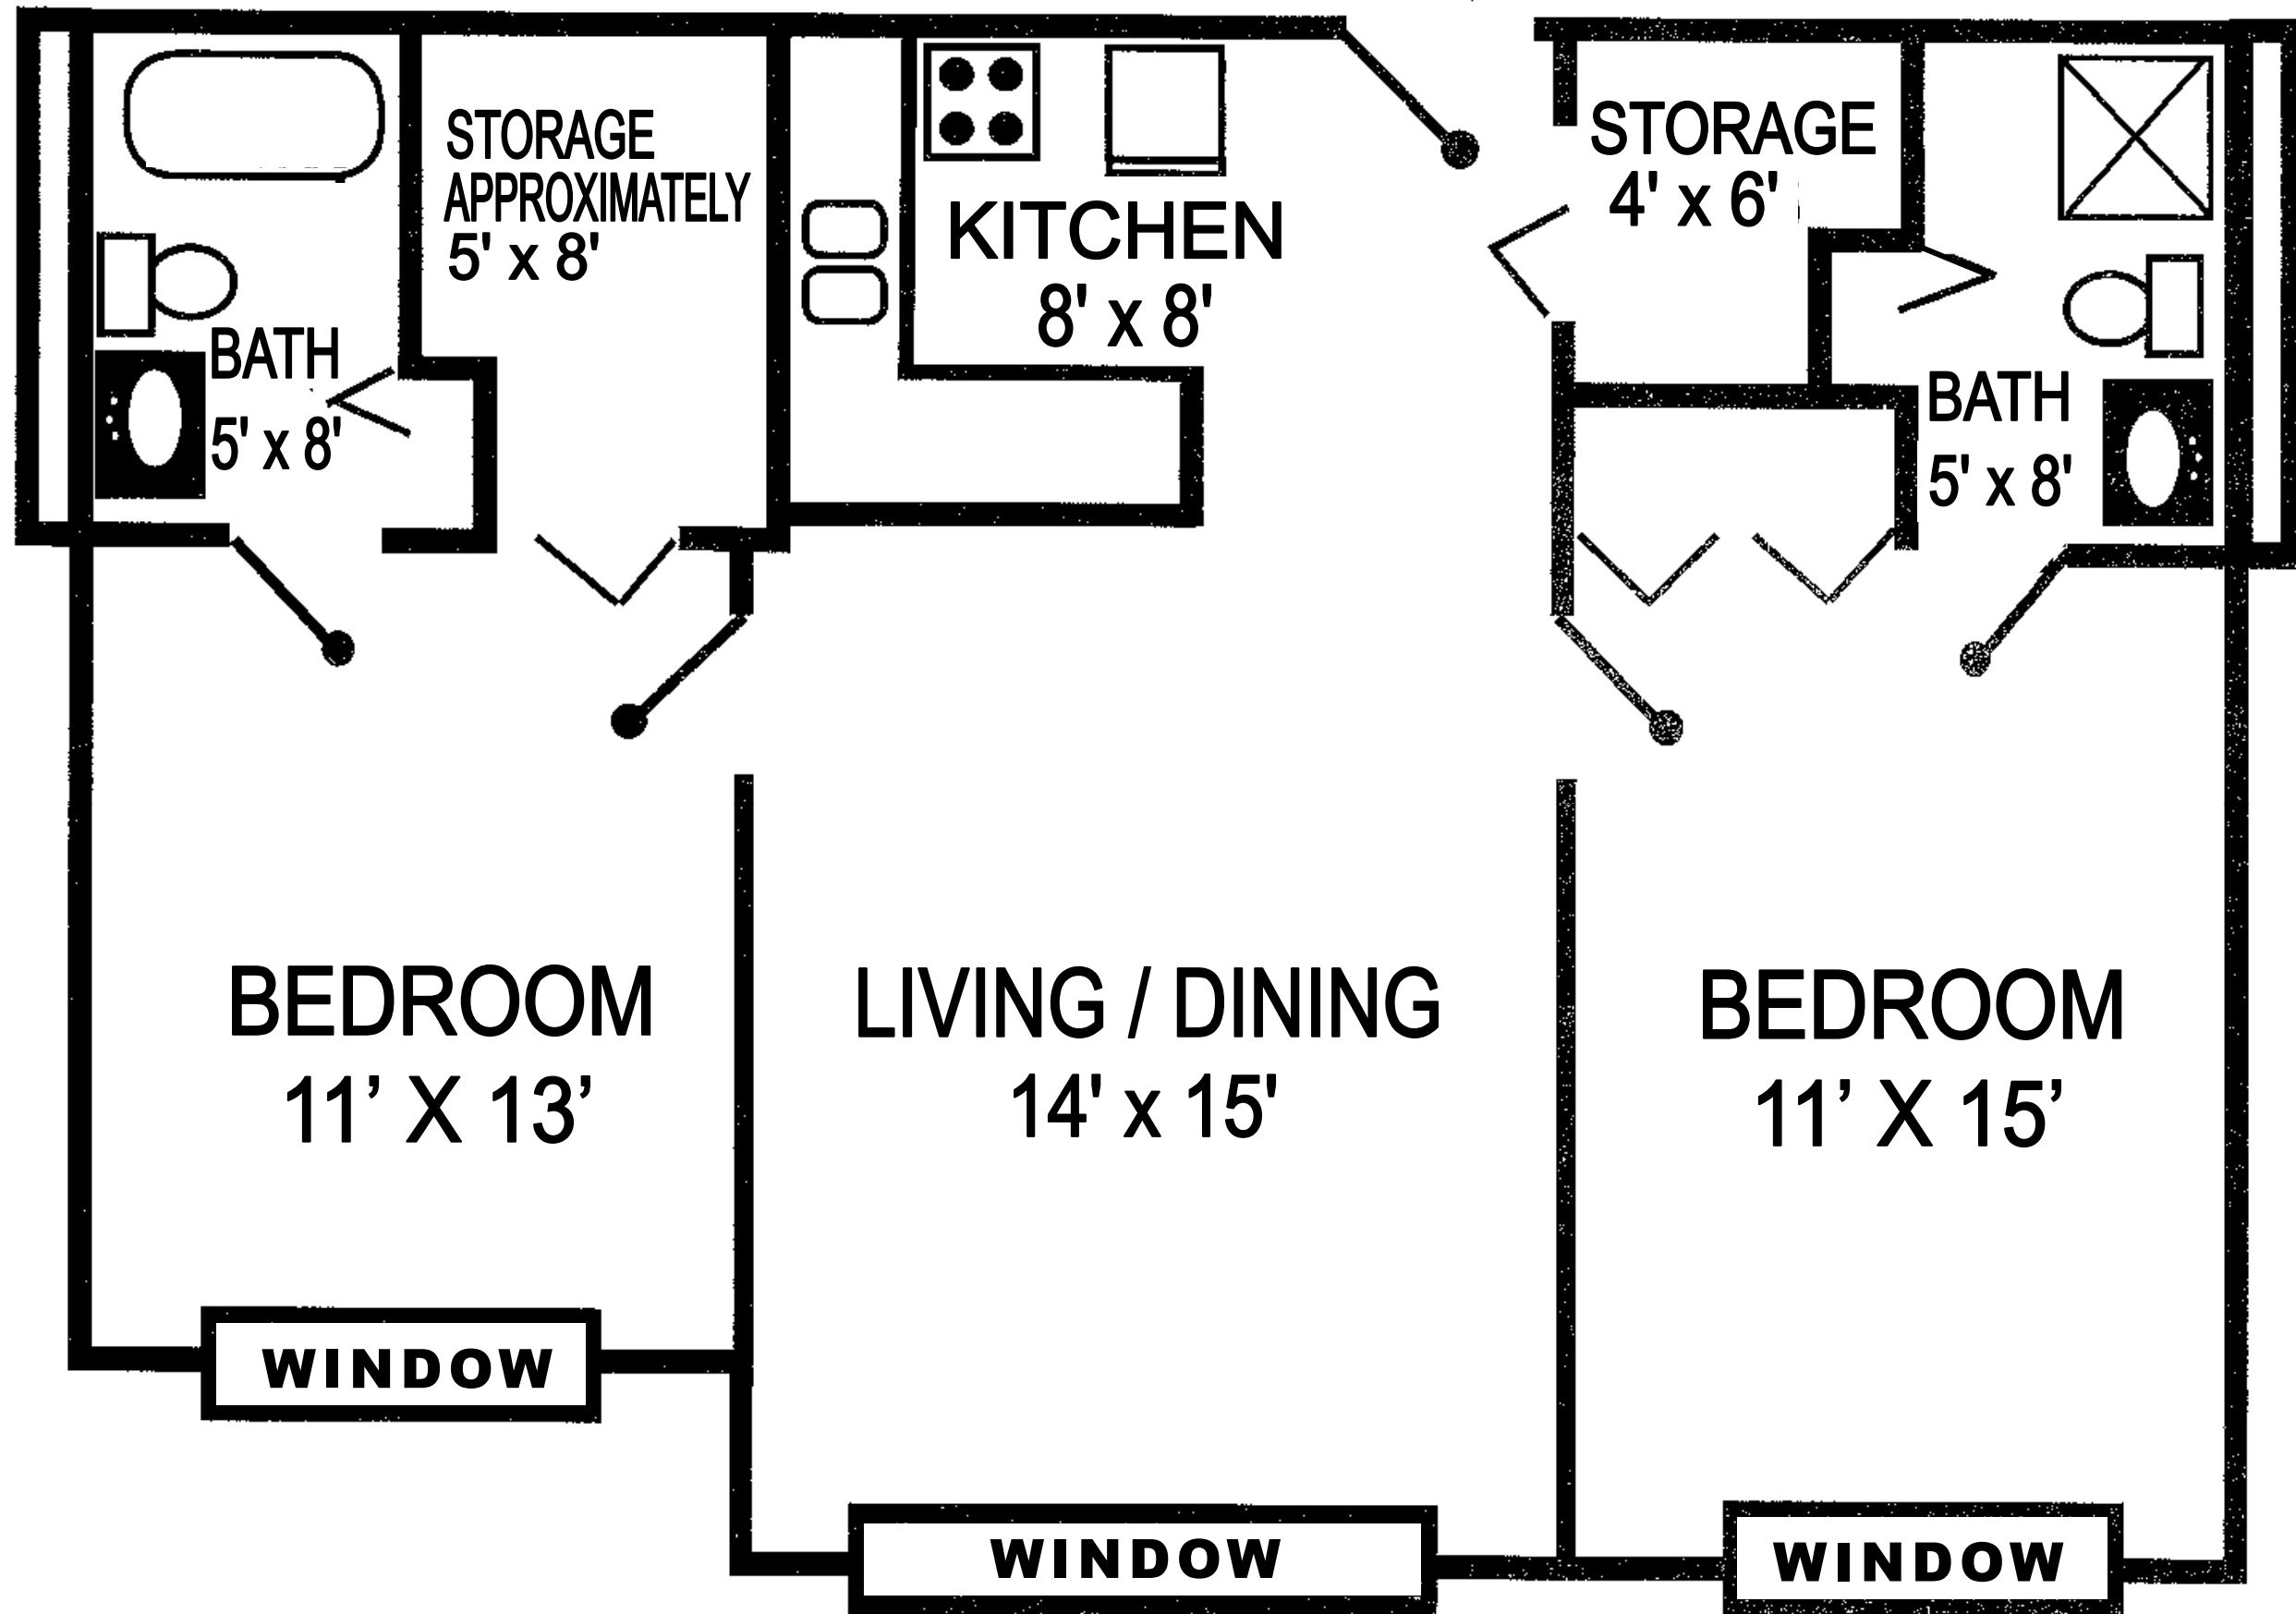 STORAGE
APPROXIMATELY
5' x 8'
KITCHEN
8' x 8'
STORAGE
4' x 6'
BATH
5' x 8'
BATH
5' x 8'
BEDROOM
11’ X 13’
LIVING / DINING
14' x 15'
BEDROOM
11’ X 15’
WINDOW
WINDOW
WINDOW